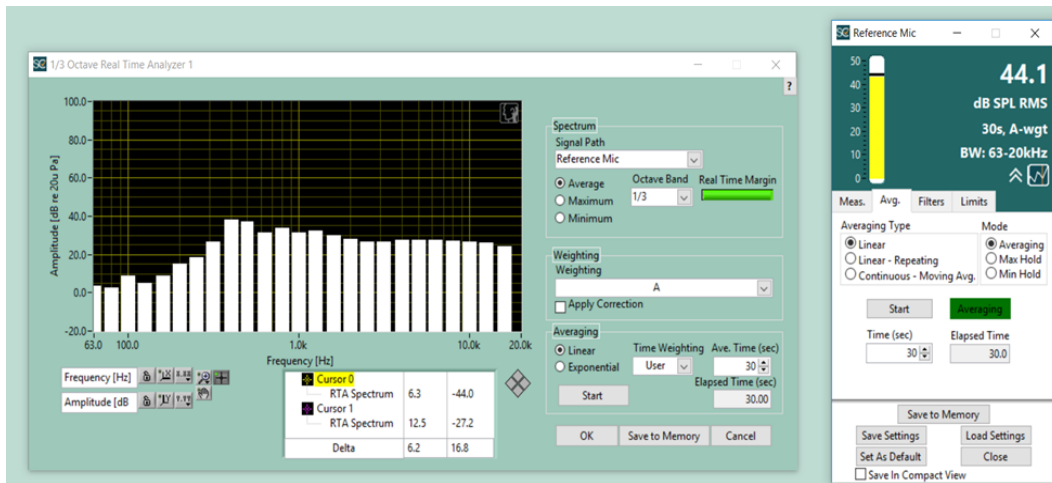 SC 1/3 Octave Real Time Analyzer 1
?
100.0
80.0
60.0
40.0
20.0
0.0
-20.0
Amplitude [dB re 20u Pa]
63.0 100.0 1.0k 10.0k 20.0k
Frequency [Hz]
Frequency [Hz]
Amplitude [dB
Cursor 0
RTA Spectrum 6.3 -44.0
Cursor 1
RTA Spectrum 12.5 -27.2
Delta 6.2 16.8
Spectrum
Signal Path
Reference Mic
Average
Maximum
Minimum
Octave Band
1/3
Real Time Margin
Weighting
Weighting
A
Apply Correction
Averaging
Linear
Exponential
Time Weighting
User
Ave. Time (sec)
30
Elapsed Time (sec)
30.00
Start
OK Save to Memory Cancel
SC Reference Mic
50
40
30
20
10
0
44.1
dB SPL RMS
30s, A-wgt
BW: 63-20kHz
Meas. Avg. Filters Limits
Averaging Type
Linear
Linear - Repeating
Continuous - Moving Avg.
Mode
Averaging
Max Hold
Min Hold
Start Averaging
Time (sec) Elapsed Time
30 30.0
Save to Memory
Save Settings Load Settings
Set As Default Close
Save In Compact View